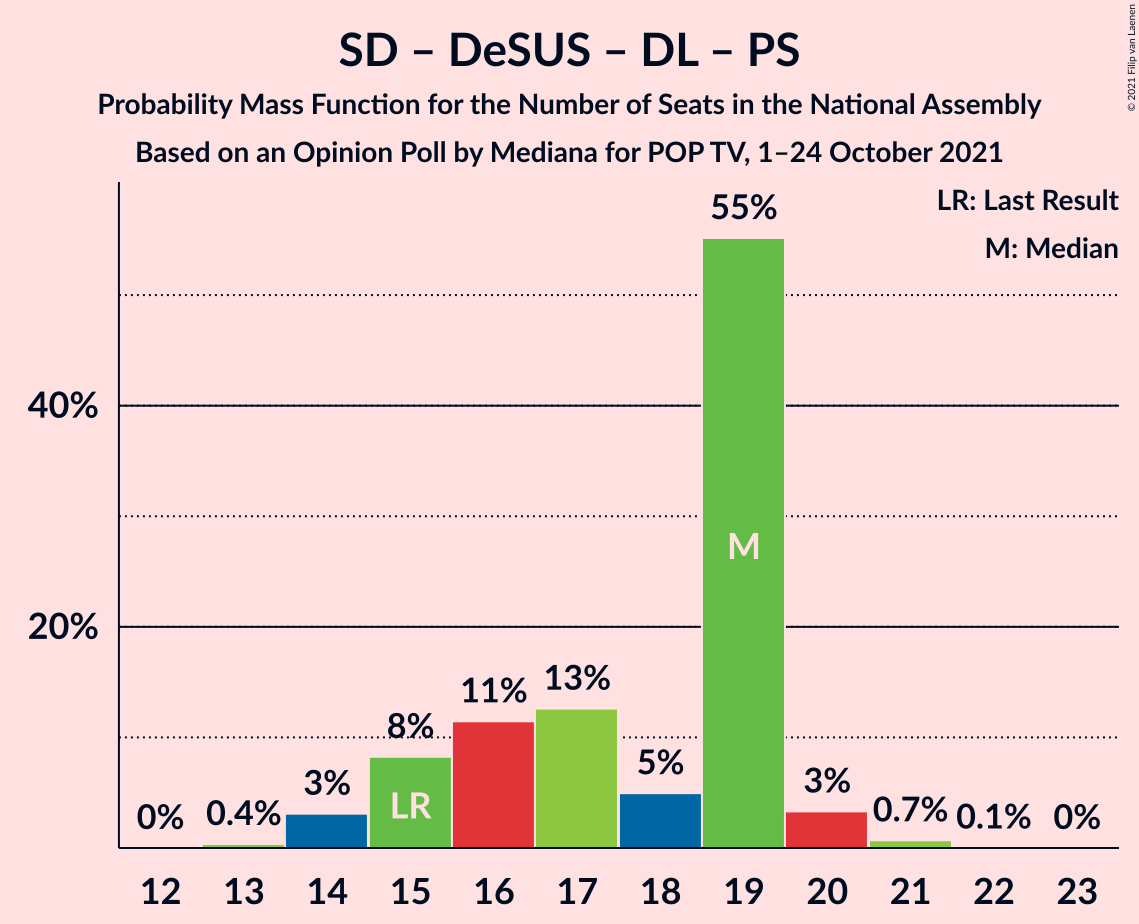 SD – DeSUS – DL – PS
Probability Mass Function for the Number of Seats in the National Assembly
Based on an Opinion Poll by Mediana for POP TV, 1–24 October 2021
© 2021 Filip van Laenen
LR: Last Result
M: Median
55%
40%
M
20%
13%
11%
8%
5%
3%
3%
LR
0%
0.4%
0.7%
0.1%
0%
12 13 14 15 16 17 18 19 20 21 22 23